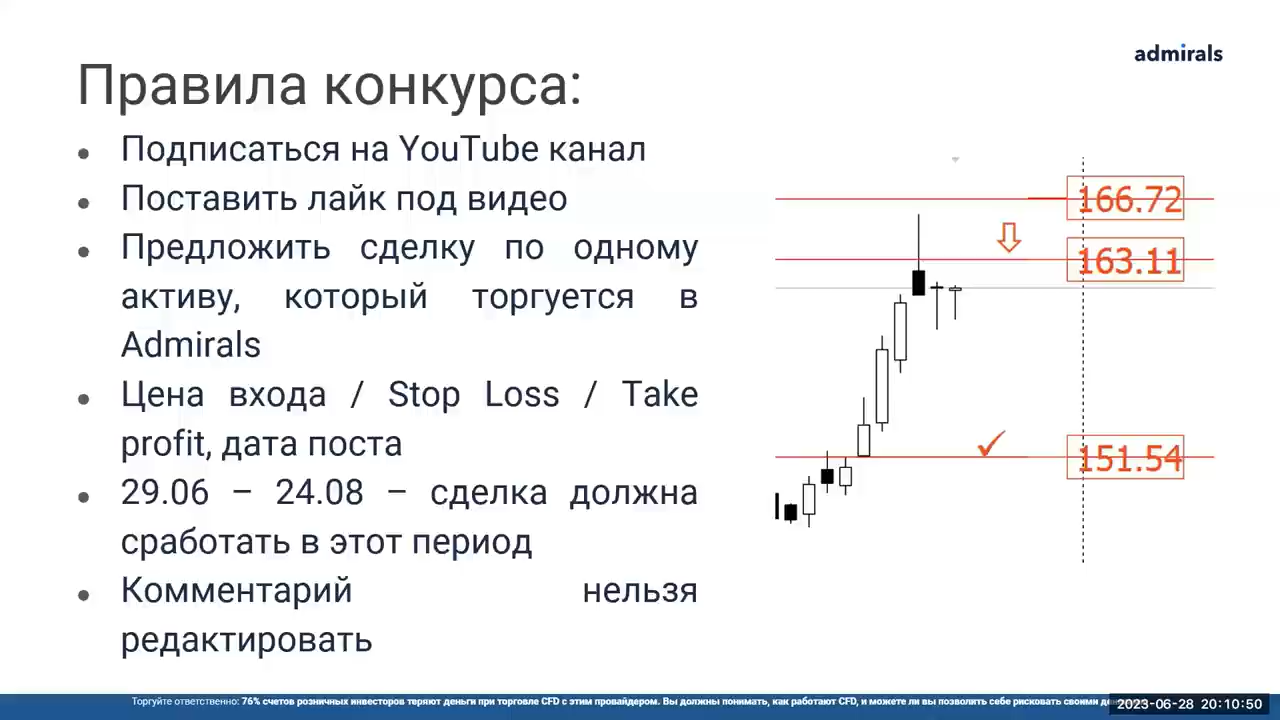 admirals
Правила конкурса:
Подписаться на YouTube канал
Поставить лайк под видео
Предложить сделку по одному
активу, который торгуется в
Admirals
Цена входа / Stop Loss / Take
profit, дата поста
29.06 – 24.08 – сделка должна
сработать в этот период
Комментарий нельзя
редактировать
166.72
163.11
151.54
Торгуйте ответственно: 76% счетов розничных инвесторов теряют деньги при торговле CFD с этим провайдером. Вы должны понимать, как работают CFD, и можете ли вы позволить себе рисковать своими
2023-06-28 20:10:50